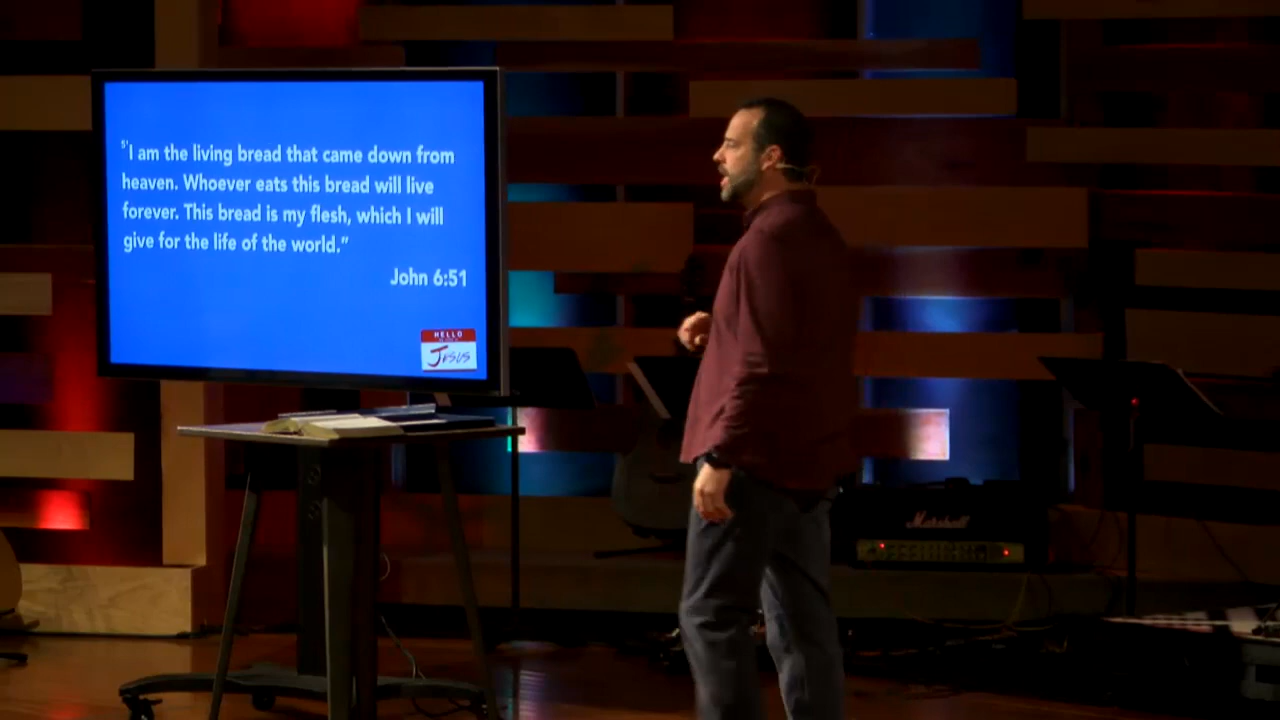 51I am the living bread that came down from
heaven. Whoever eats this bread will live
forever. This bread is my flesh, which I will
give for the life of the world.”
John 6:51
HELLO
Jesus
Marshall